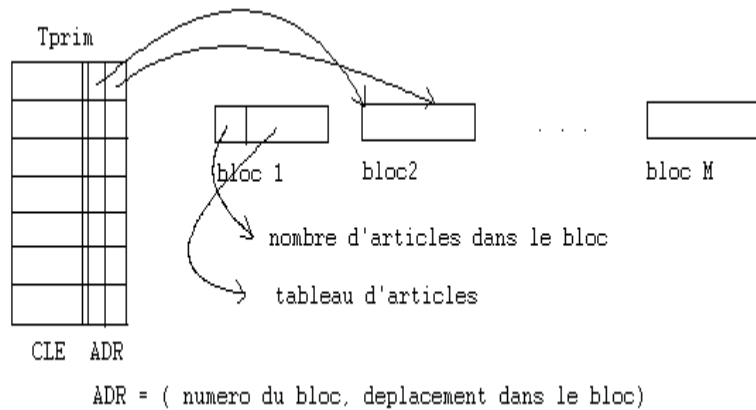 Tprim
bloc 1
bloc2
. . .
bloc M
nombre d'articles dans le bloc
tableau d'articles
CLE ADR
ADR = ( numero du bloc, deplacement dans le bloc)